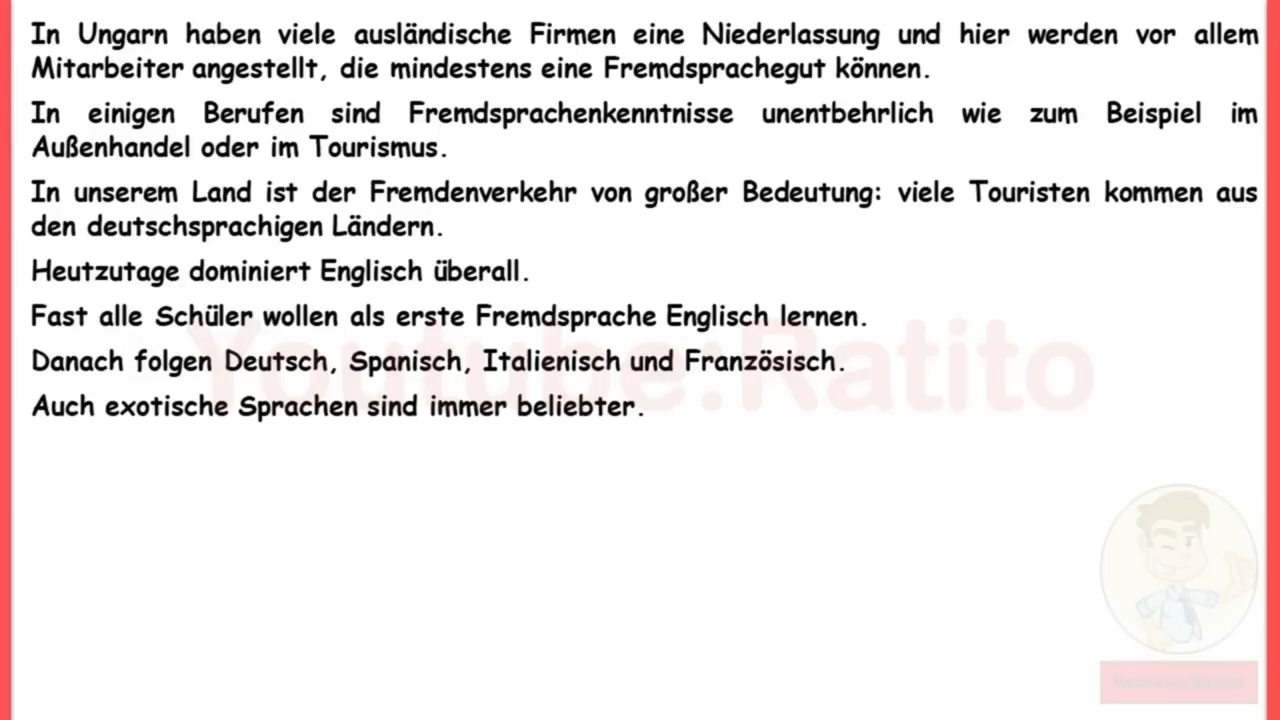 In Ungarn haben viele ausländische Firmen eine Niederlassung und hier werden vor allem
Mitarbeiter angestellt, die mindestens eine Fremdsprachegut können.
In einigen Berufen sind Fremdsprachenkenntnisse unentbehrlich wie zum Beispiel im
Außenhandel oder im Tourismus.
In unserem Land ist der Fremdenverkehr von großer Bedeutung: viele Touristen kommen aus
den deutschsprachigen Ländern.
Heutzutage dominiert Englisch überall.
Fast alle Schüler wollen als erste Fremdsprache Englisch lernen.
Danach folgen Deutsch, Spanisch, Italienisch und Französisch.
Auch exotische Sprachen sind immer beliebter.
Youtube:Ratito